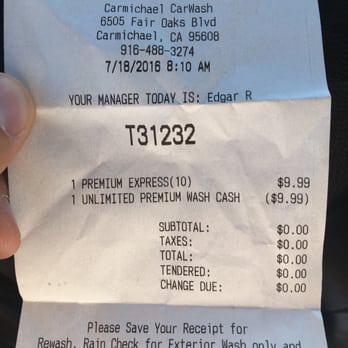 Carmichael CarWash
6505 Fair Oaks Blvd
Carmichael, CA 95608
916-488-3274
7/18/2016 8:10 AM
YOUR MANAGER TODAY IS: Edgar R
T31232
1 PREMIUM EXPRESS(10) $9.99
1 UNLIMITED PREMIUM WASH CASH ($9.99)
SUBTOTAL: $0.00
TAXES: $0.00
TOTAL: $0.00
TENDERED: $0.00
CHANGE DUE: $0.00
Please Save Your Receipt for
Rewash, Rain Check for Exterior Wash only and